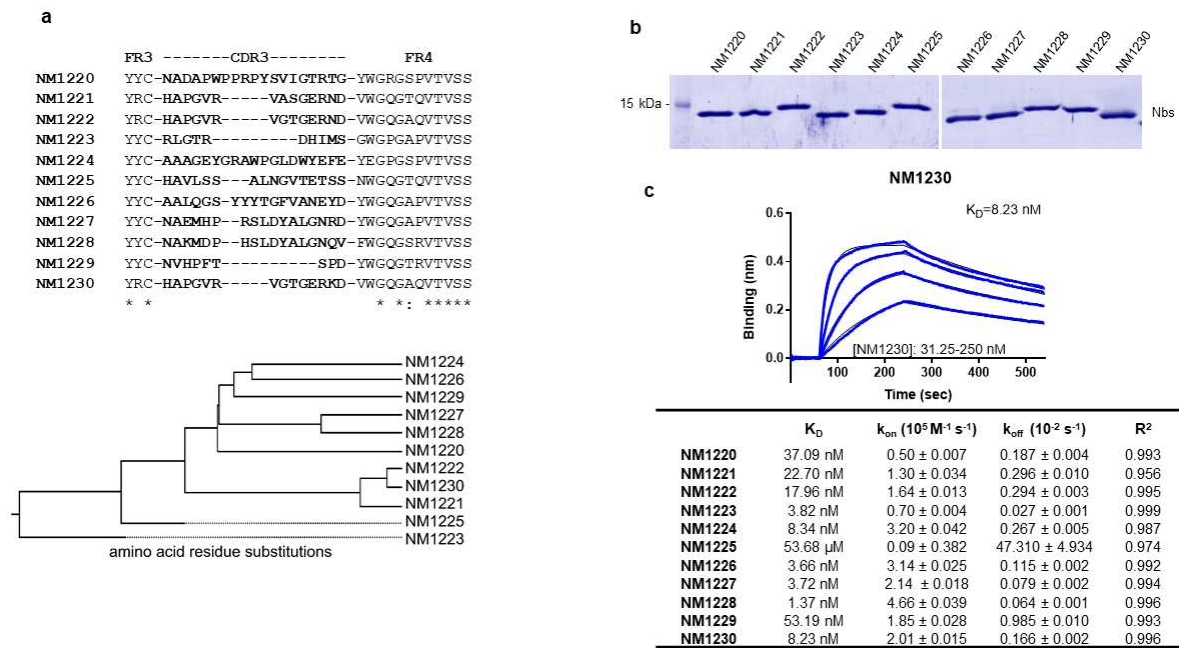 a
FR3 -------CDR3--------- FR4
NM1220 YYC-NADAPWPPRPYSVIGTRTG-YWGRGSPVTVSS
NM1221 YRC-HAPGVR-----VASGERND-VWGQGTQVTVSS
NM1222 YRC-HAPGVR-----VGTGERND-VWGQGAQVTVSS
NM1223 YYC-RLGTR---------DHIMS-GWGPGAPVTVSS
NM1224 YYC-AAAGEYGRAWPGLDWYEFE-YEGPGSPVTVSS
NM1225 YYC-HAVLSS---ALNGVTETSS-NWGQGTQVTVSS
NM1226 YYC-AALQGS-YYYTGFVANEYD-YWGQGAPVTVSS
NM1227 YYC-NAEMHP--RSLDYALGNRD-YWGQGAPVTVSS
NM1228 YYC-NAKMDP-HSLDYALGNQV-FWGQGSRVTVSS
NM1229 YYC-NVHPFT----------SPD-YWGQGTRVTVSS
NM1230 YRC-HAPGVR-----VGTGERKD-VWGQGAQVTVSS
* * * *: *****
NM1224
NM1226
NM1229
NM1227
NM1228
NM1220
NM1222
NM1230
NM1221
NM1225
NM1223
amino acid residue substitutions
b
NM1220 NM1221 NM1222 NM1223 NM1224 NM1225 NM1226 NM1227 NM1228 NM1229 NM1230
15 kDa -
Nbs
NM1230
c
K_D=8.23 nM
0.6
0.4
0.2
0.0
Binding (nm)
[NM1230]: 31.25-250 nM
100 200 300 400 500
Time (sec)
K_D k_on (10⁵ M⁻¹ s⁻¹) k_off (10⁻² s⁻¹) R²
NM1220 37.09 nM 0.50 ± 0.007 0.187 ± 0.004 0.993
NM1221 22.70 nM 1.30 ± 0.034 0.296 ± 0.010 0.956
NM1222 17.96 nM 1.64 ± 0.013 0.294 ± 0.003 0.995
NM1223 3.82 nM 0.70 ± 0.004 0.027 ± 0.001 0.999
NM1224 8.34 nM 3.20 ± 0.042 0.267 ± 0.005 0.987
NM1225 53.68 µM 0.09 ± 0.382 47.310 ± 4.934 0.974
NM1226 3.66 nM 3.14 ± 0.025 0.115 ± 0.002 0.992
NM1227 3.72 nM 2.14 ± 0.018 0.079 ± 0.002 0.994
NM1228 1.37 nM 4.66 ± 0.039 0.064 ± 0.001 0.996
NM1229 53.19 nM 1.85 ± 0.028 0.985 ± 0.010 0.993
NM1230 8.23 nM 2.01 ± 0.015 0.166 ± 0.002 0.996